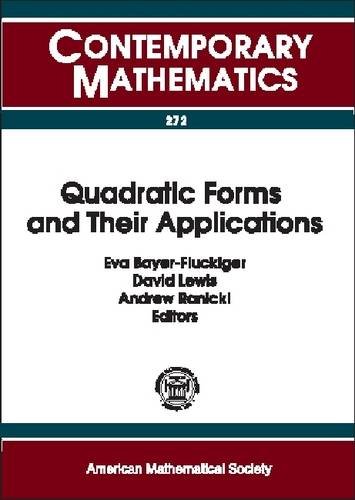 Contemporary
Mathematics
272
Quadratic Forms
and Their Applications
Eva Bayer-Fluckiger
David Lewis
Andrew Ranicki
Editors
American Mathematical Society